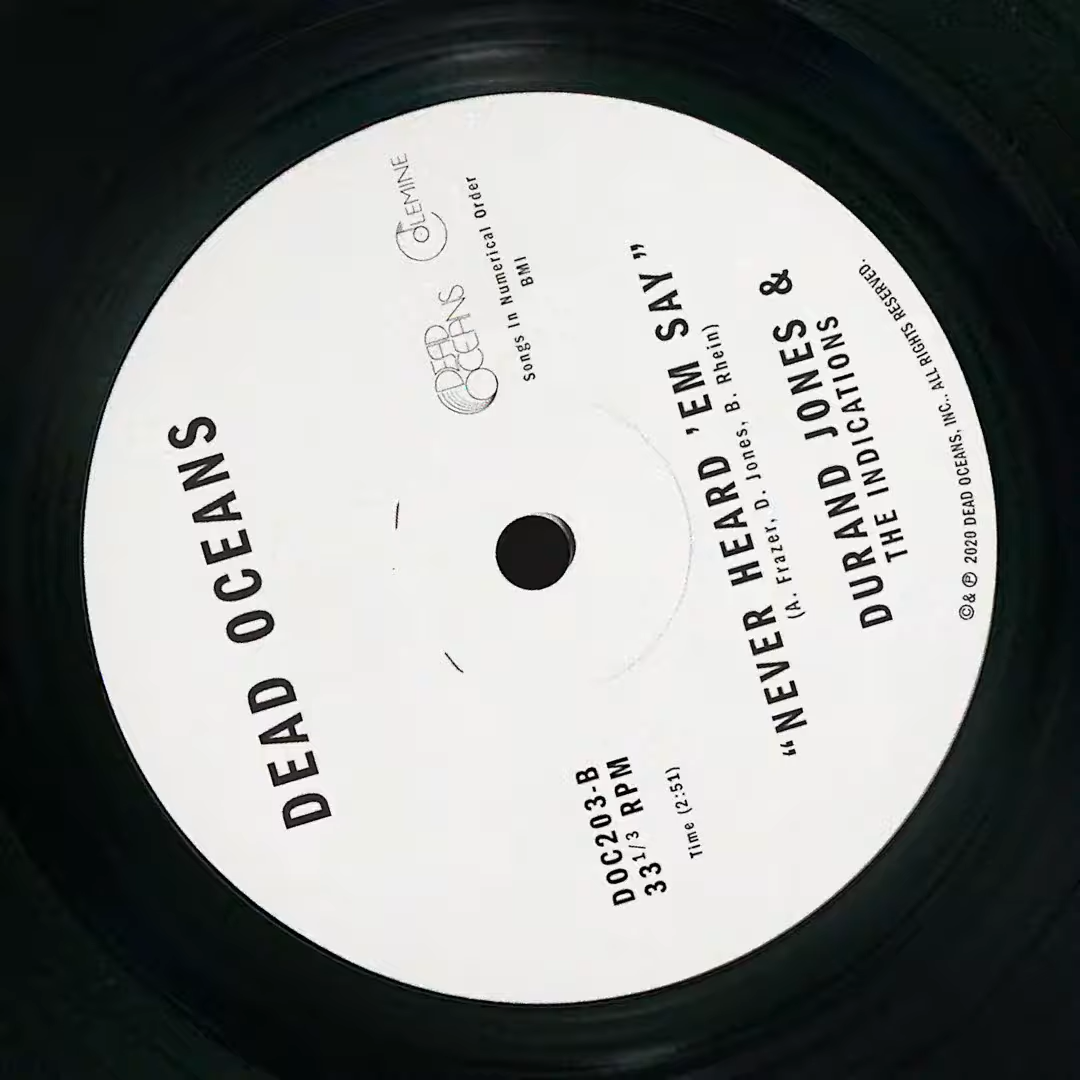 DEAD OCEANS
DEAD
OCEANS
COLEMINE
Songs In Numerical Order
BMI
DOC203-B
33 1/3 RPM
Time (2:51)
“NEVER HEARD ’EM SAY”
(A. Frazer, D. Jones, B. Rhein)
DURAND JONES &
THE INDICATIONS
©& ℗ 2020 DEAD OCEANS, INC.. ALL RIGHTS RESERVED.